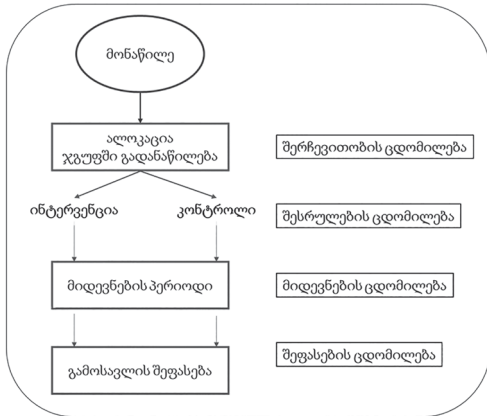 მონაწილე
ალოკაცია
ჯგუფში გადანაწილება
შერჩევითობის ცდომილება
ინტერვენცია
კონტროლი
შესრულების ცდომილება
მიდევნების პერიოდი
მიდევნების ცდომილება
გამოსავლის შეფასება
შეფასების ცდომილება